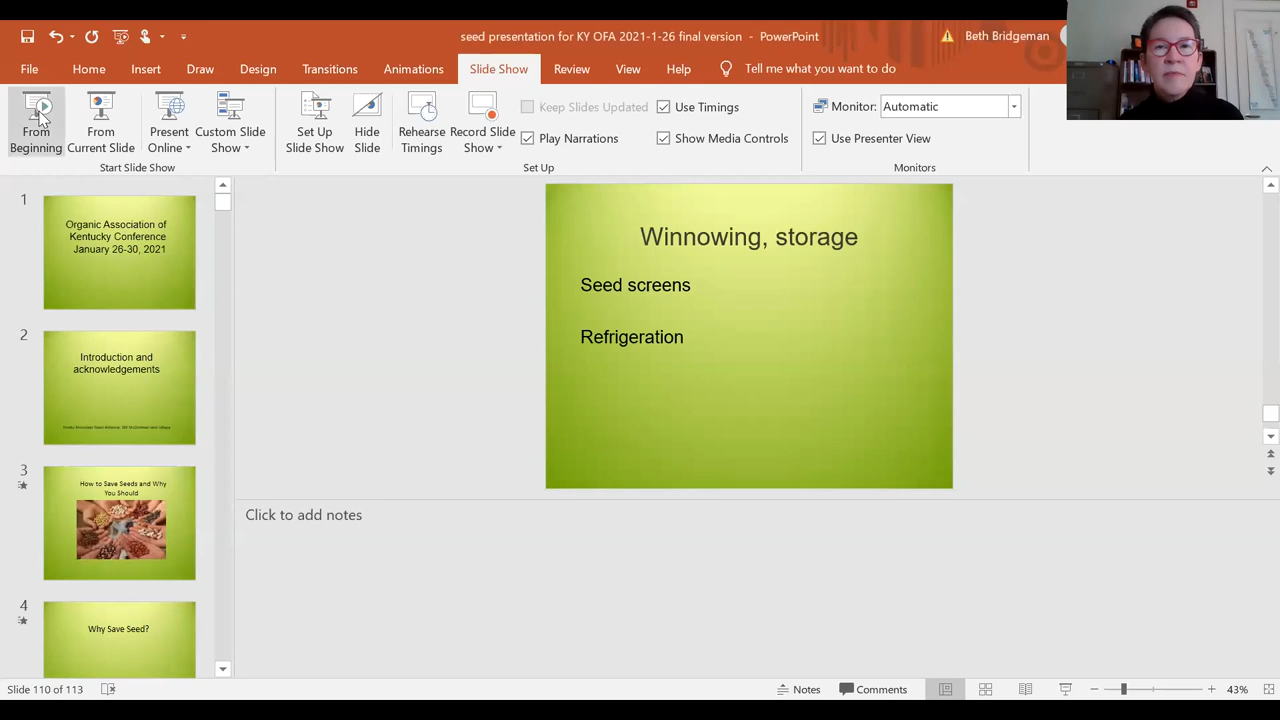 seed presentation for KY OFA 2021-1-26 final version - PowerPoint
Beth Bridgeman
File Home Insert Draw Design Transitions Animations Slide Show Review View Help Tell me what you want to do
From Beginning
From Current Slide
Present Online
Custom Slide Show
Start Slide Show
Set Up Slide Show
Hide Slide
Rehearse Timings
Record Slide Show
Keep Slides Updated
Play Narrations
Use Timings
Show Media Controls
Set Up
Monitor: Automatic
Use Presenter View
Monitors
1
Organic Association of
Kentucky Conference
January 26-30, 2021
2
Introduction and
acknowledgements
3
How to Save Seeds and Why
You Should
4
Why Save Seed?
Winnowing, storage
Seed screens
Refrigeration
Click to add notes
Slide 110 of 113
Notes
Comments
43%